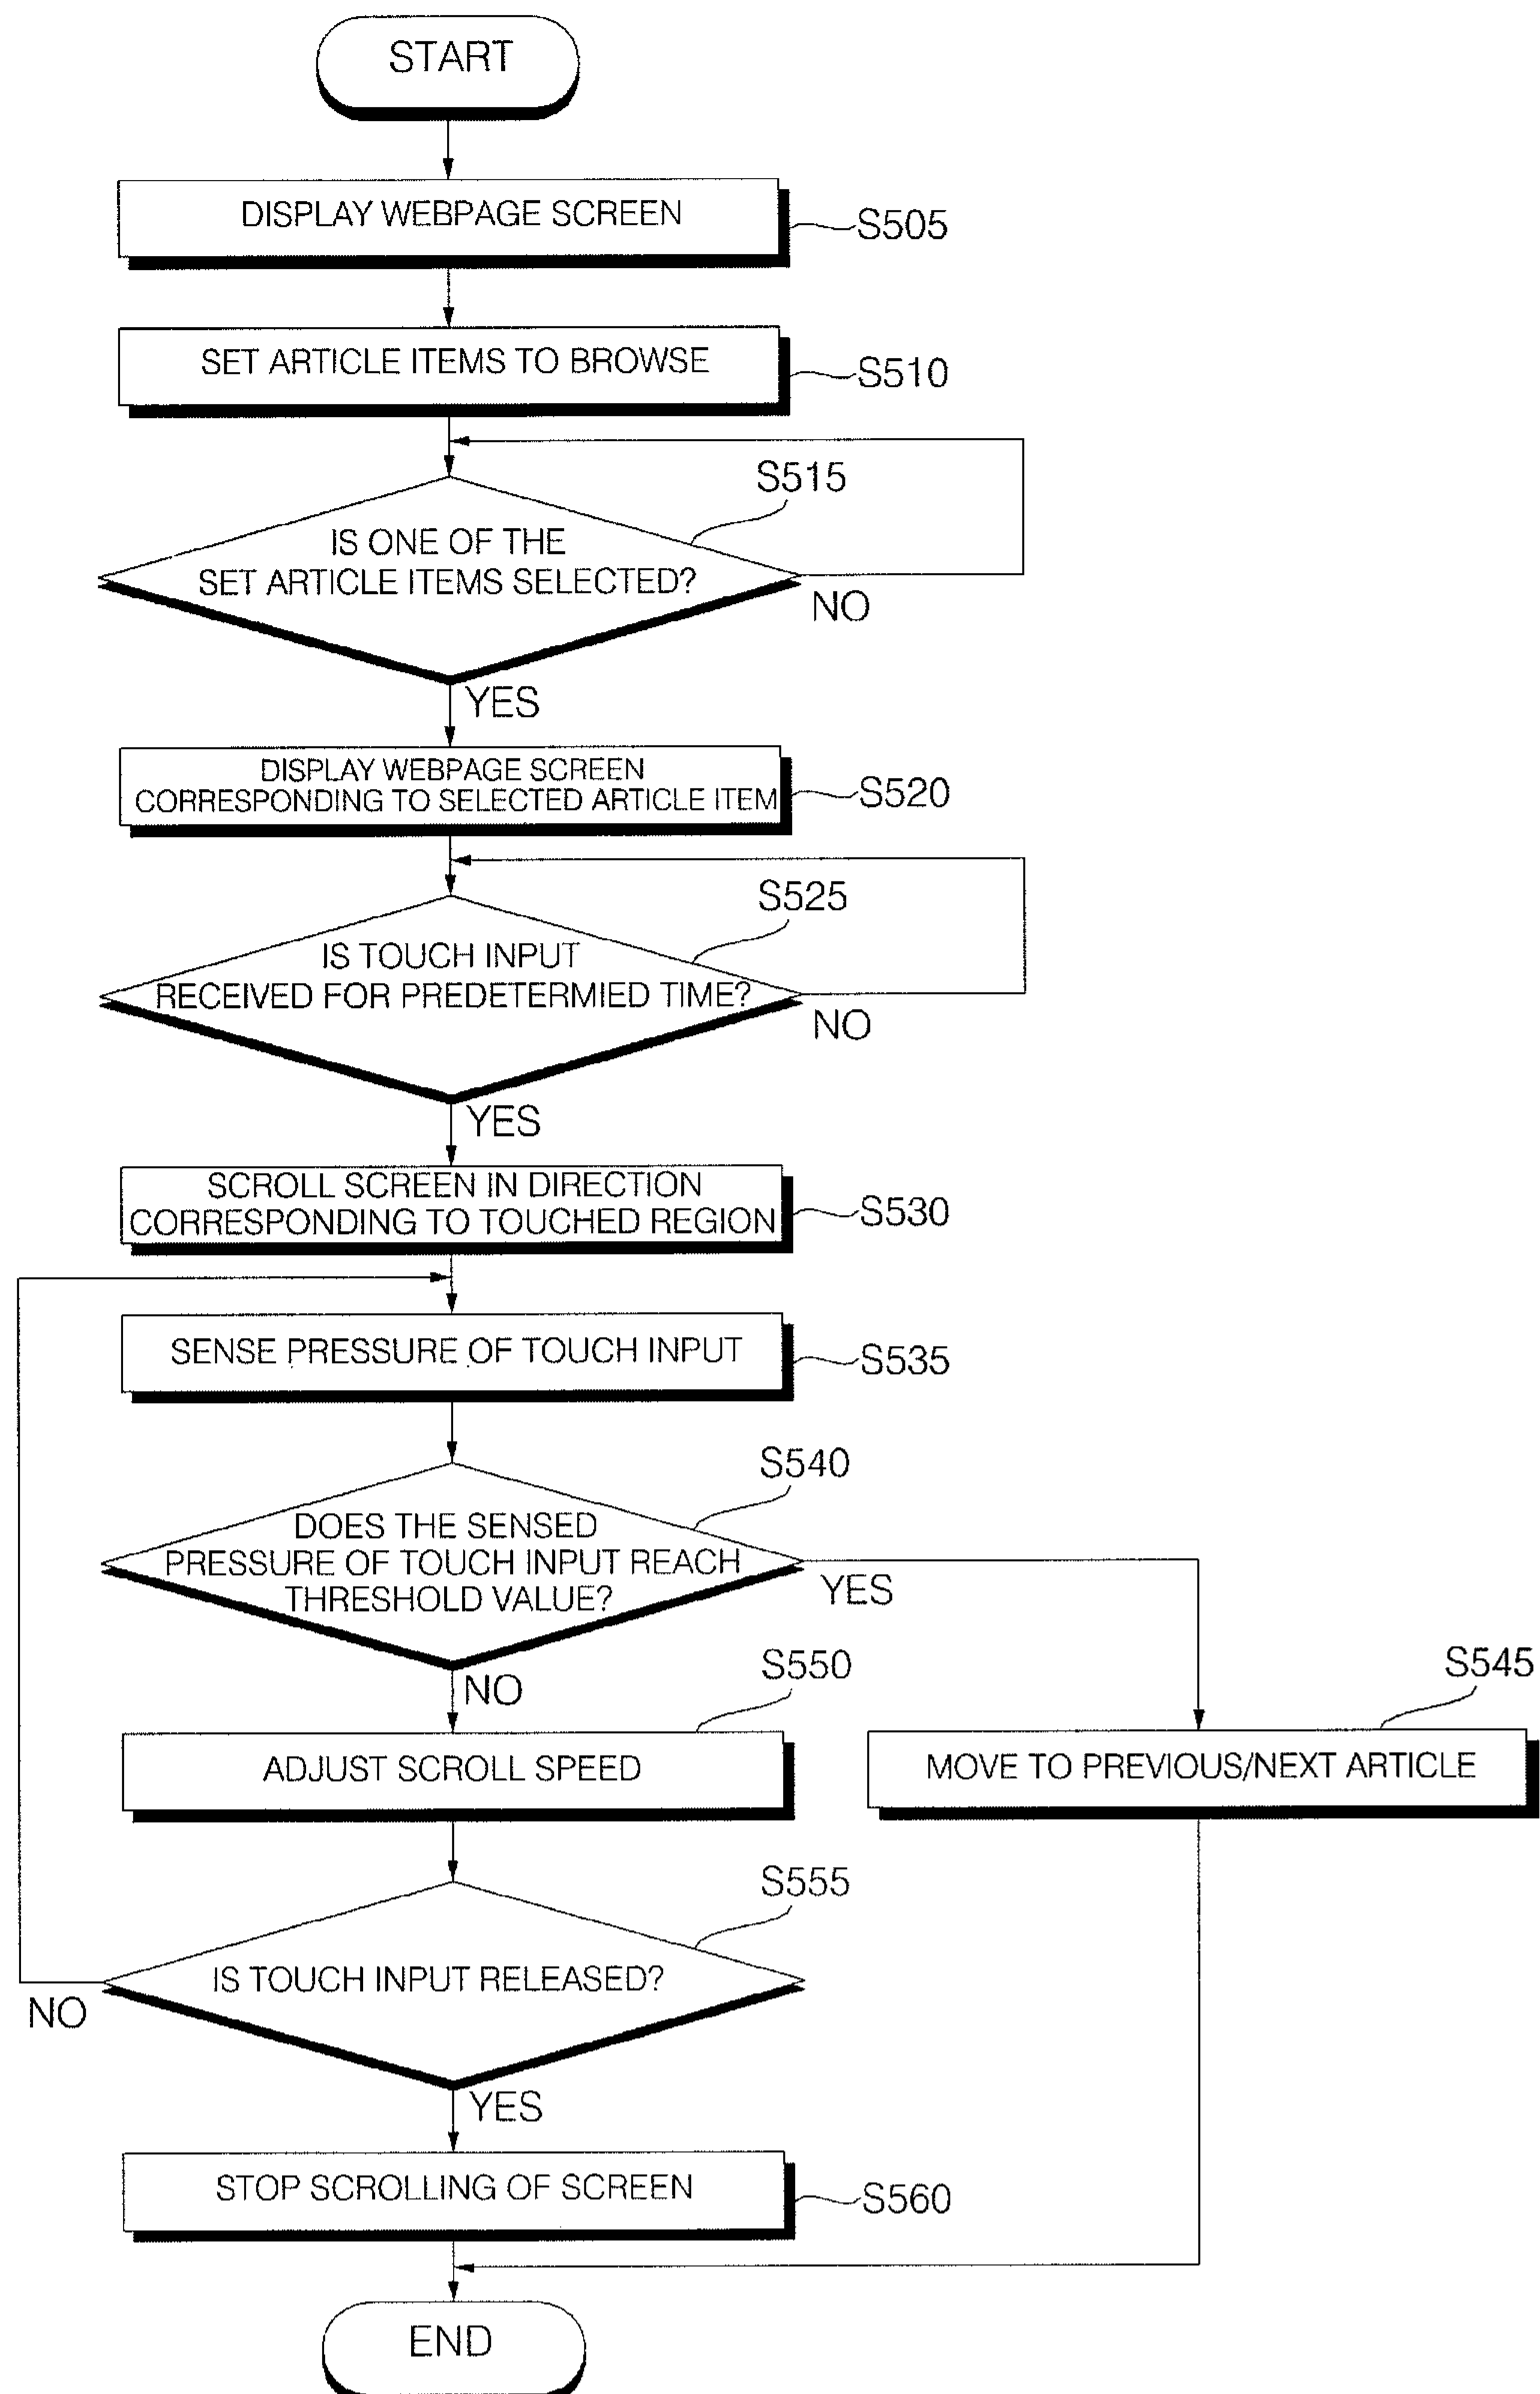 START
DISPLAY WEBPAGE SCREEN
S505
SET ARTICLE ITEMS TO BROWSE
S510
S515
IS ONE OF THE
SET ARTICLE ITEMS SELECTED?
NO
YES
DISPLAY WEBPAGE SCREEN
CORRESPONDING TO SELECTED ARTICLE ITEM
S520
S525
IS TOUCH INPUT
RECEIVED FOR PREDETERMIED TIME?
NO
YES
SCROLL SCREEN IN DIRECTION
CORRESPONDING TO TOUCHED REGION
S530
SENSE PRESSURE OF TOUCH INPUT
S535
S540
DOES THE SENSED
PRESSURE OF TOUCH INPUT REACH
THRESHOLD VALUE?
YES
NO
S550
S545
ADJUST SCROLL SPEED
MOVE TO PREVIOUS/NEXT ARTICLE
S555
IS TOUCH INPUT RELEASED?
NO
YES
STOP SCROLLING OF SCREEN
S560
END